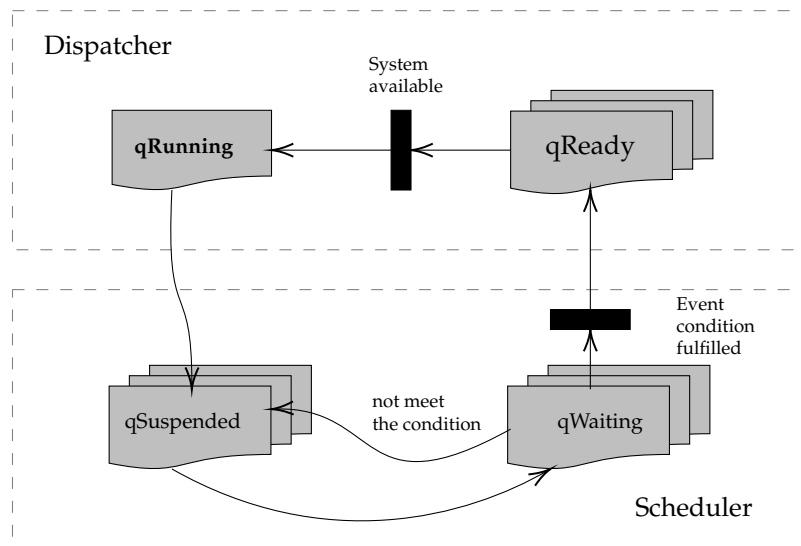 Dispatcher
System
available
qRunning
qReady
Event
condition
fulfilled
not meet
the condition
qSuspended
qWaiting
Scheduler